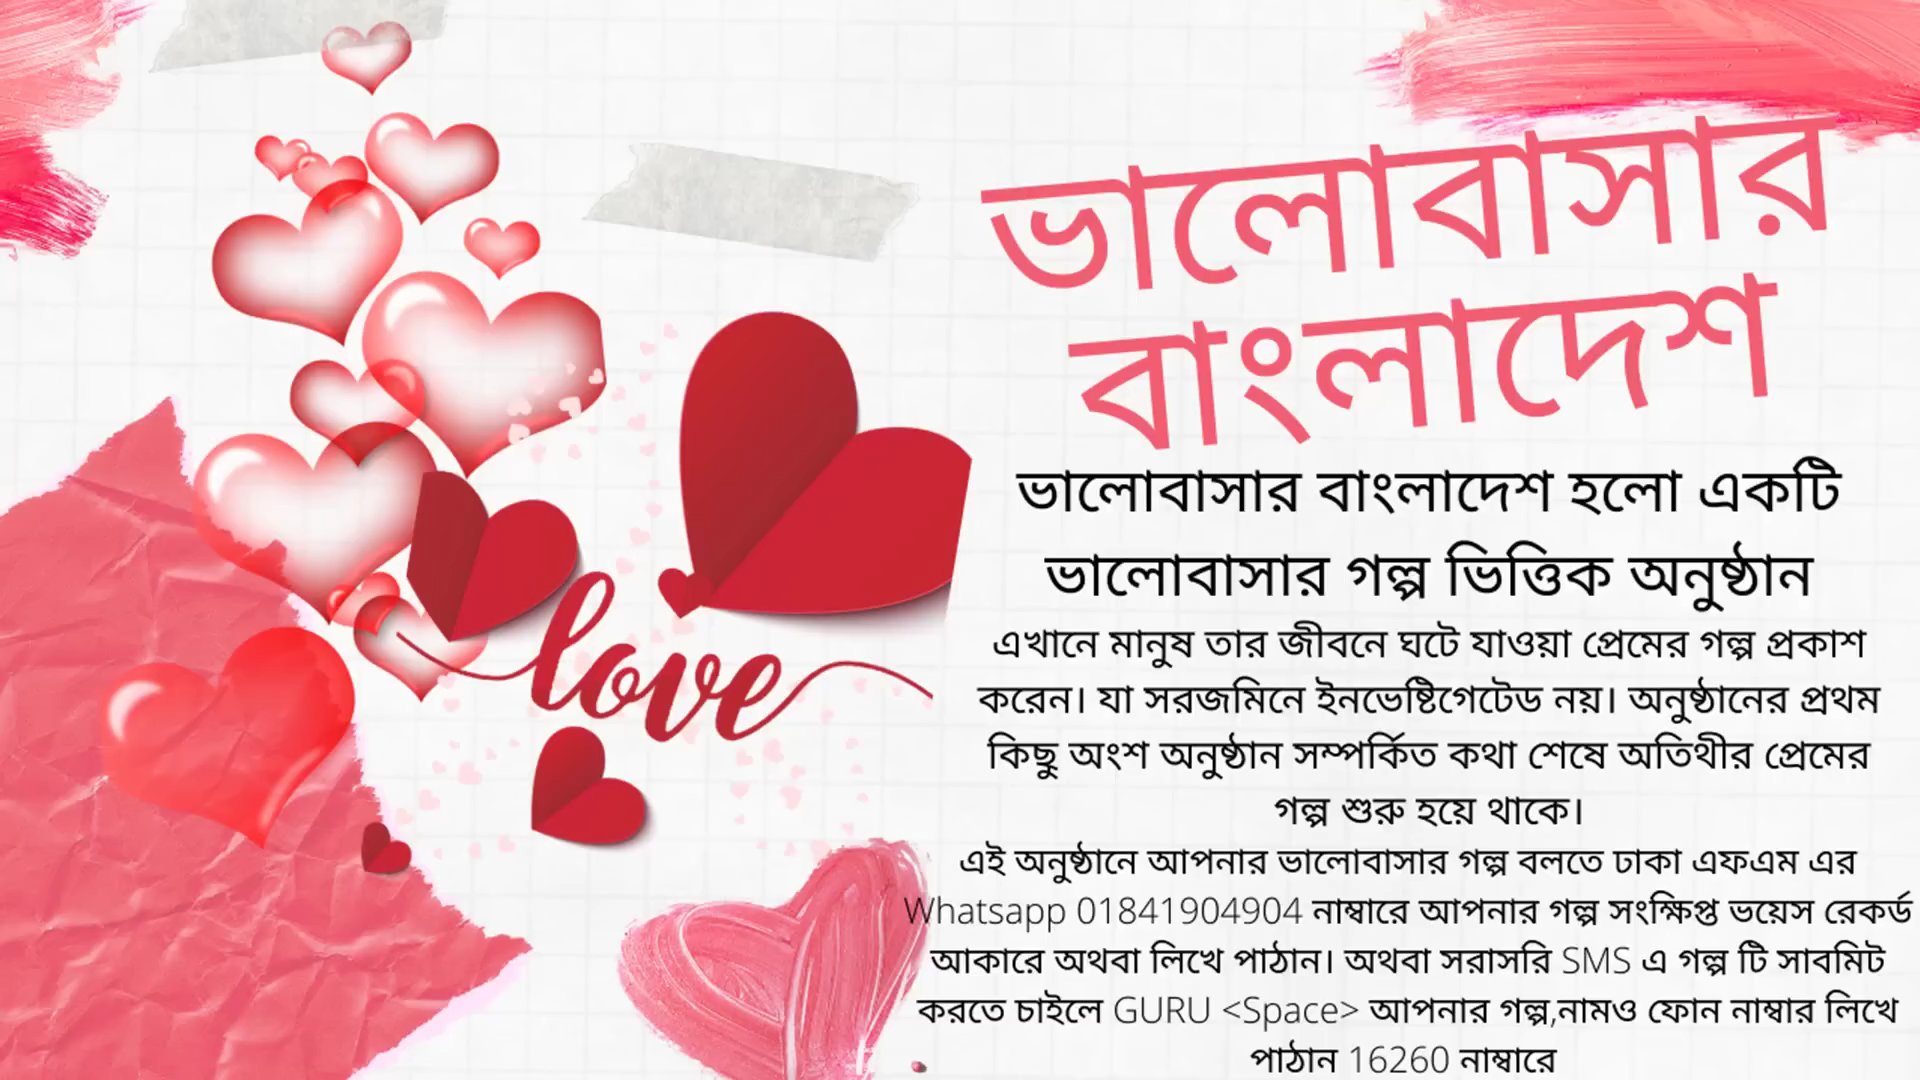 ভালোবাসার
বাংলাদেশ
ভালোবাসার বাংলাদেশ হলো একটি
ভালোবাসার গল্প ভিত্তিক অনুষ্ঠান
এখানে মানুষ তার জীবনে ঘটে যাওয়া প্রেমের গল্প প্রকাশ
করেন। যা সরজমিনে ইনভেষ্টিগেটেড নয়। অনুষ্ঠানের প্রথম
কিছু অংশ অনুষ্ঠান সম্পর্কিত কথা শেষে অতিথীর প্রেমের
গল্প শুরু হয়ে থাকে।
এই অনুষ্ঠানে আপনার ভালোবাসার গল্প বলতে ঢাকা এফএম এর
Whatsapp 01841904904 নাম্বারে আপনার গল্প সংক্ষিপ্ত ভয়েস রেকর্ড
আকারে অথবা লিখে পাঠান। অথবা সরাসরি SMS এ গল্প টি সাবমিট
করতে চাইলে GURU <Space> আপনার গল্প,নামও ফোন নাম্বার লিখে
পাঠান 16260 নাম্বারে
love